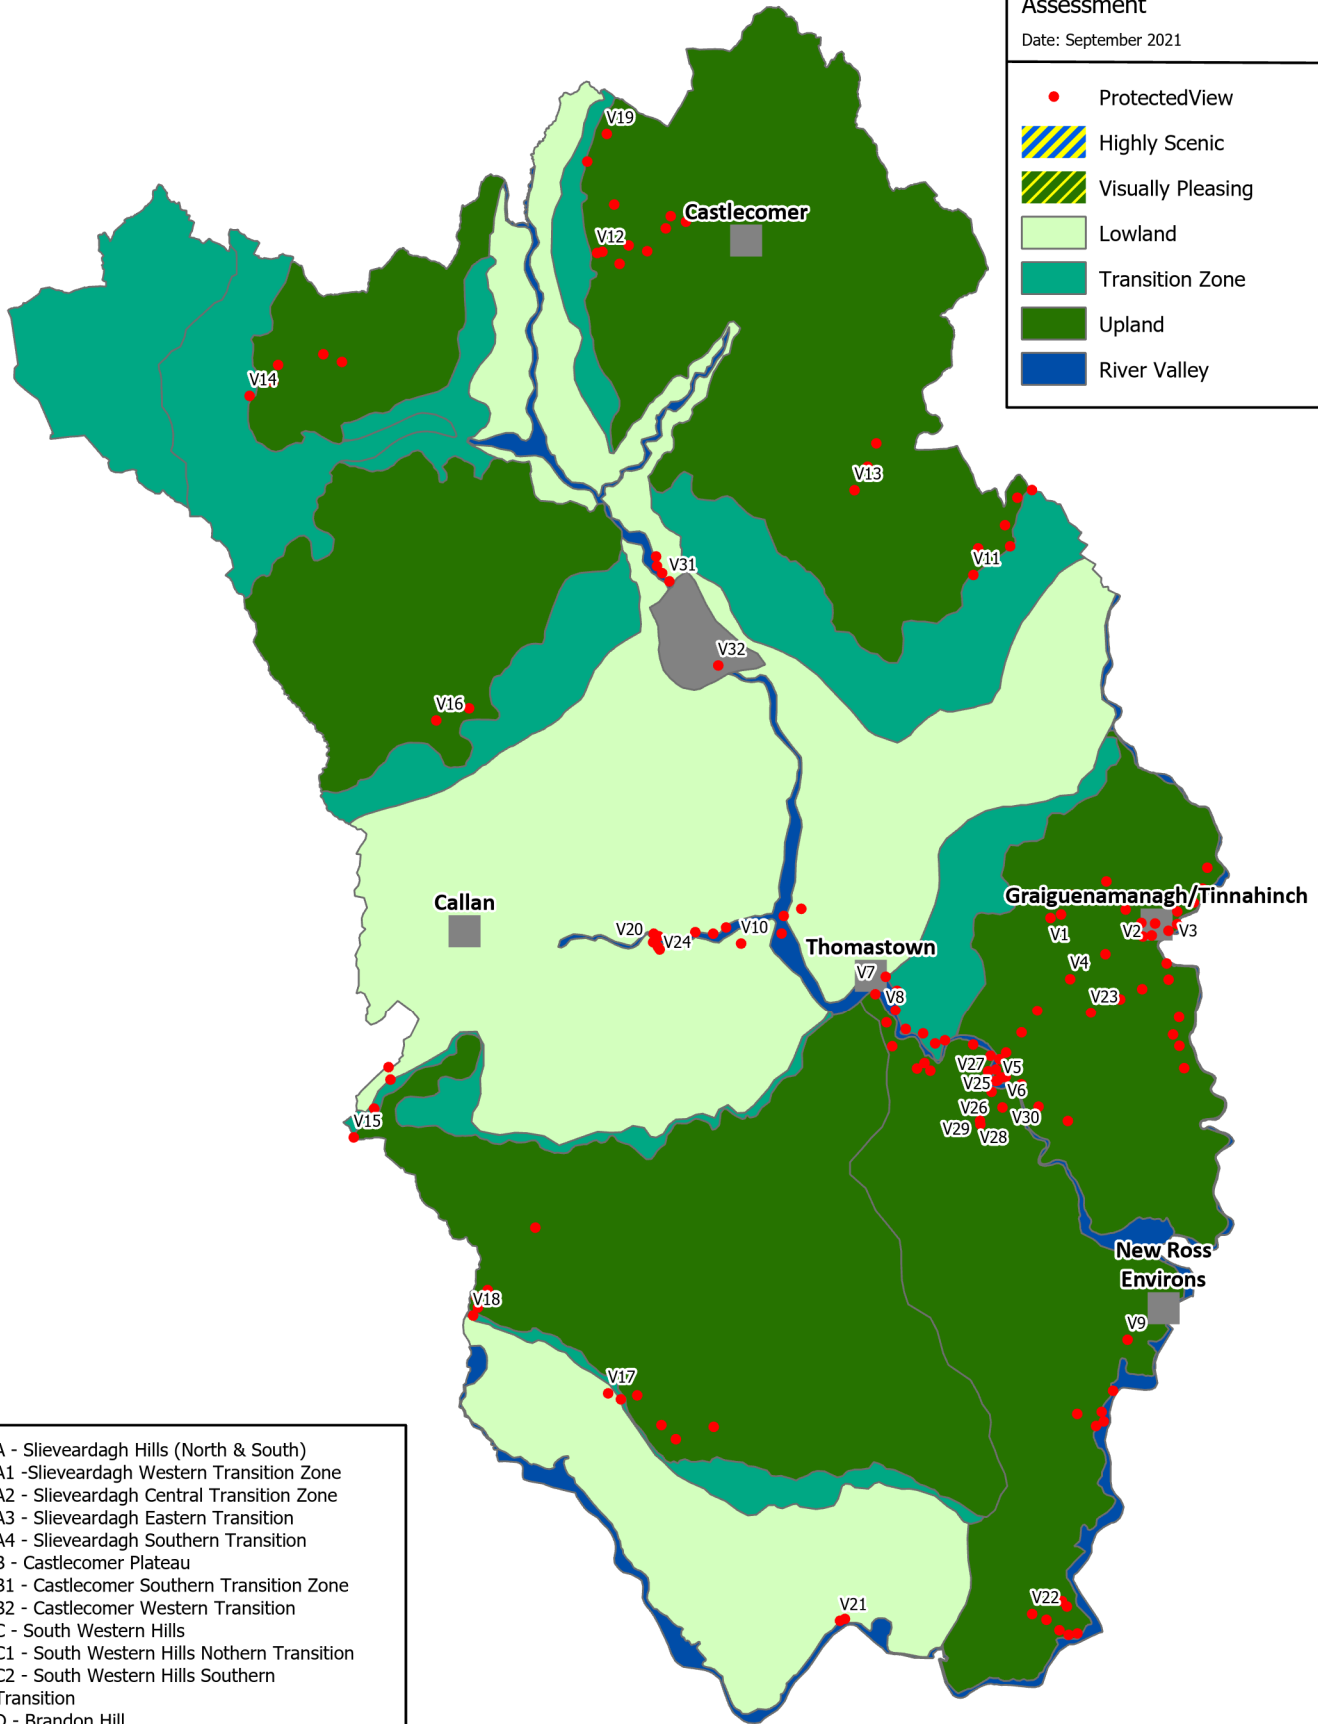 Assessment
Date: September 2021
ProtectedView
Highly Scenic
Visually Pleasing
Lowland
Transition Zone
Upland
River Valley
V19
Castlecomer
V12
V14
V13
V11
V31
V32
V16
Callan
Graiguenamanagh/Tinnahinch
V1
V2
V3
V20
V24
V10
Thomastown
V7
V8
V4
V23
V27
V5
V25
V6
V26
V30
V29
V28
V15
New Ross
Environs
V9
V18
V17
V22
V21
A - Slieveardagh Hills (North & South)
A1 -Slieveardagh Western Transition Zone
A2 - Slieveardagh Central Transition Zone
A3 - Slieveardagh Eastern Transition
A4 - Slieveardagh Southern Transition
B - Castlecomer Plateau
B1 - Castlecomer Southern Transition Zone
B2 - Castlecomer Western Transition
C - South Western Hills
C1 - South Western Hills Nothern Transition
C2 - South Western Hills Southern
Transition
D - Brandon Hill